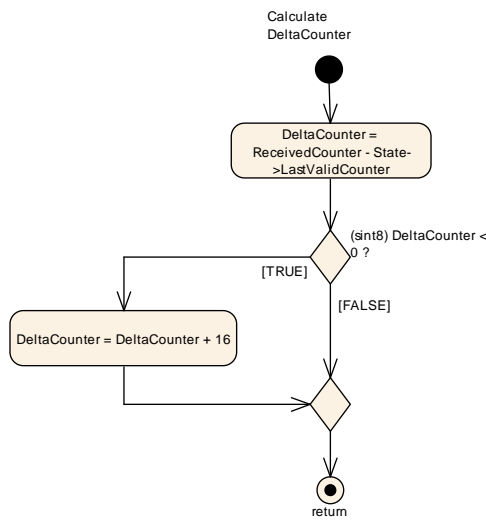 Calculate
DeltaCounter
DeltaCounter =
ReceivedCounter - State-
>LastValidCounter
(sint8) DeltaCounter <
0 ?
[TRUE]
[FALSE]
DeltaCounter = DeltaCounter + 16
return